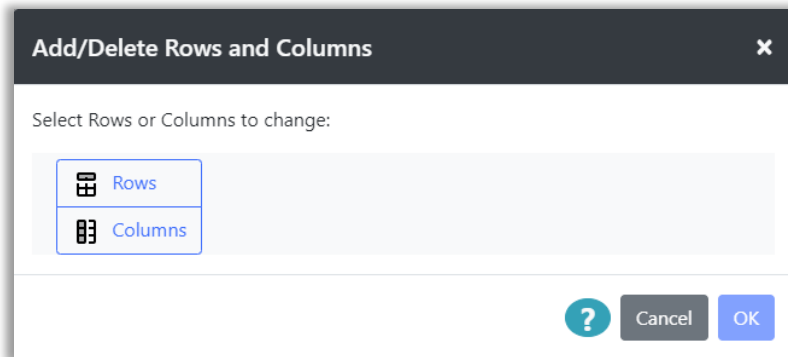 Add/Delete Rows and Columns ×
Select Rows or Columns to change:
Rows
Columns
? Cancel OK